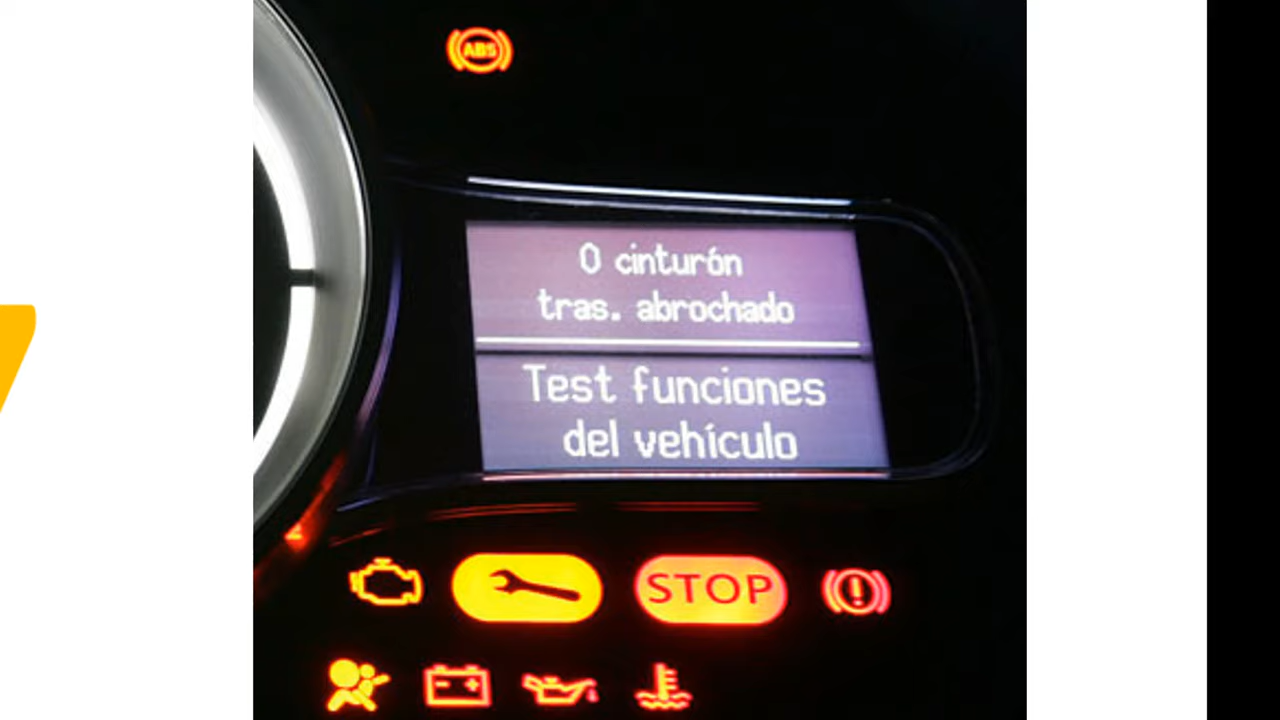 ABS
0 cinturón
tras. abrochado
Test funciones
del vehículo
STOP